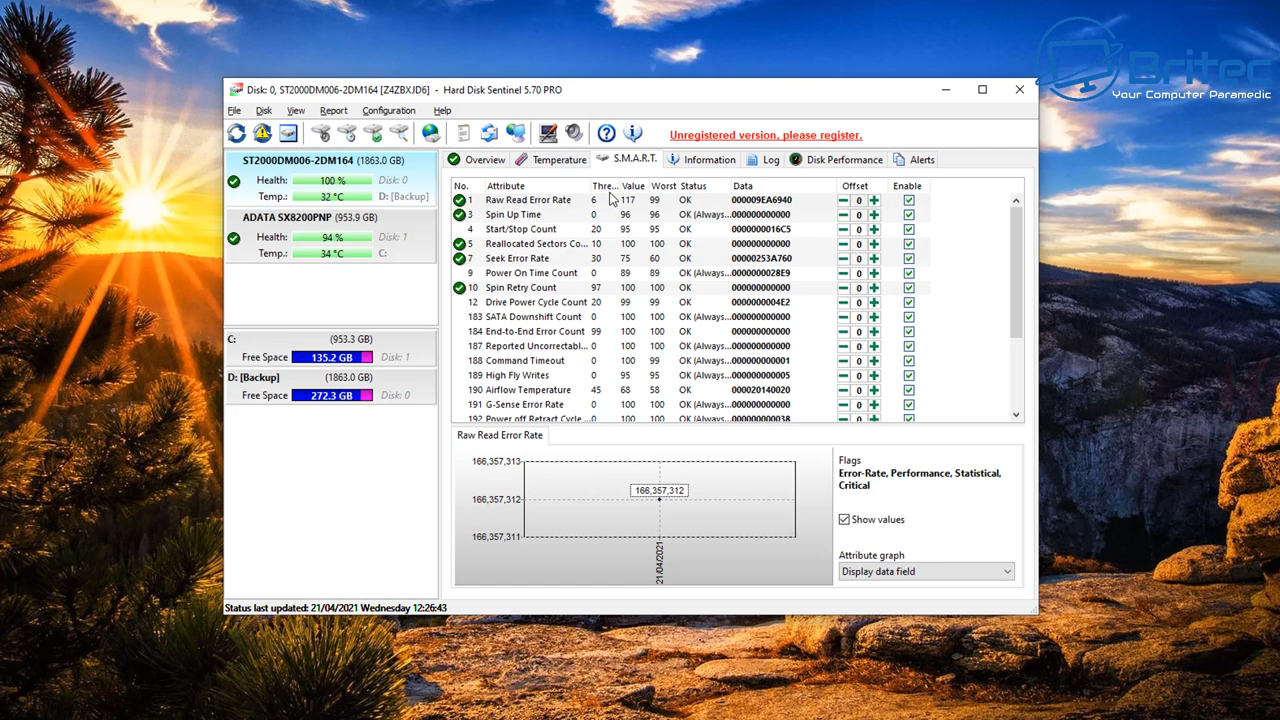 Britec
Your Computer Paramedic
Disk: 0, ST2000DM006-2DM164 [Z4ZBXJD6] - Hard Disk Sentinel 5.70 PRO
File Disk View Report Configuration Help
Unregistered version, please register.
ST2000DM006-2DM164 (1863.0 GB)
Health: 100 % Disk: 0
Temp.: 32 °C D: [Backup]
ADATA SX8200PNP (953.9 GB)
Health: 94 % Disk: 1
Temp.: 34 °C C:
C: (953.3 GB)
Free Space 135.2 GB Disk: 1
D: [Backup] (1863.0 GB)
Free Space 272.3 GB Disk: 0
Overview Temperature S.M.A.R.T. Information Log Disk Performance Alerts
No. Attribute Thre... Value Worst Status Data Offset Enable
1 Raw Read Error Rate 6 117 99 OK 000009EA6940 0
3 Spin Up Time 0 96 96 OK (Always... 000000000000 0
4 Start/Stop Count 20 95 95 OK 0000000016C5 0
5 Reallocated Sectors Co... 10 100 100 OK 000000000000 0
7 Seek Error Rate 30 75 60 OK 00000253A760 0
9 Power On Time Count 0 89 89 OK (Always... 0000000028E9 0
10 Spin Retry Count 97 100 100 OK 000000000000 0
12 Drive Power Cycle Count 20 99 99 OK 0000000004E2 0
183 SATA Downshift Count 0 100 100 OK (Always... 000000000000 0
184 End-to-End Error Count 99 100 100 OK 000000000000 0
187 Reported Uncorrectabl... 0 100 100 OK (Always... 000000000000 0
188 Command Timeout 0 100 99 OK (Always... 000000000001 0
189 High Fly Writes 0 95 95 OK (Always... 000000000005 0
190 Airflow Temperature 45 68 58 OK 000020140020 0
191 G-Sense Error Rate 0 100 100 OK (Always... 000000000000 0
192 Power off Retract Cycle ... 0 100 100 OK (Always... 000000000038 0
Raw Read Error Rate
166,357,313
166,357,312
166,357,311
166,357,312
21/04/2021
Flags
Error-Rate, Performance, Statistical,
Critical
Show values
Attribute graph
Display data field
Status last updated: 21/04/2021 Wednesday 12:26:43